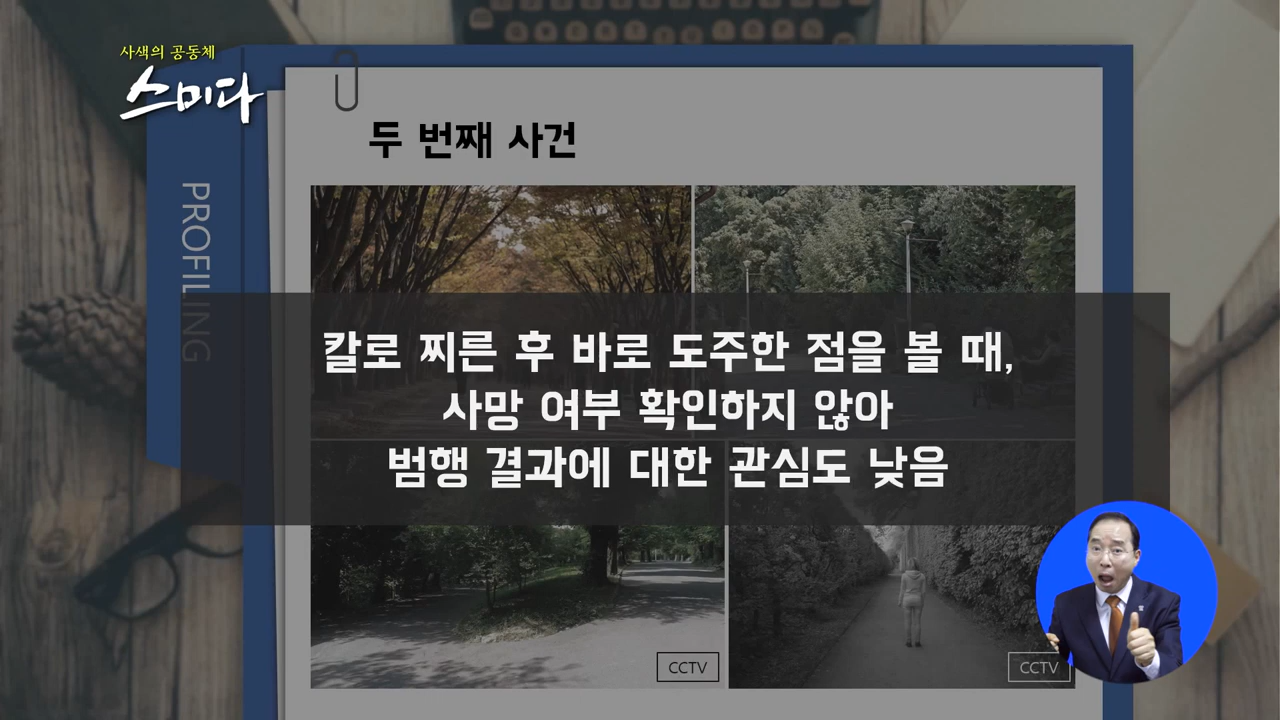 사색의 공동체
스미다
두 번째 사건
PROFILING
칼로 찌른 후 바로 도주한 점을 볼 때,
사망 여부 확인하지 않아
범행 결과에 대한 관심도 낮음
CCTV
CCTV